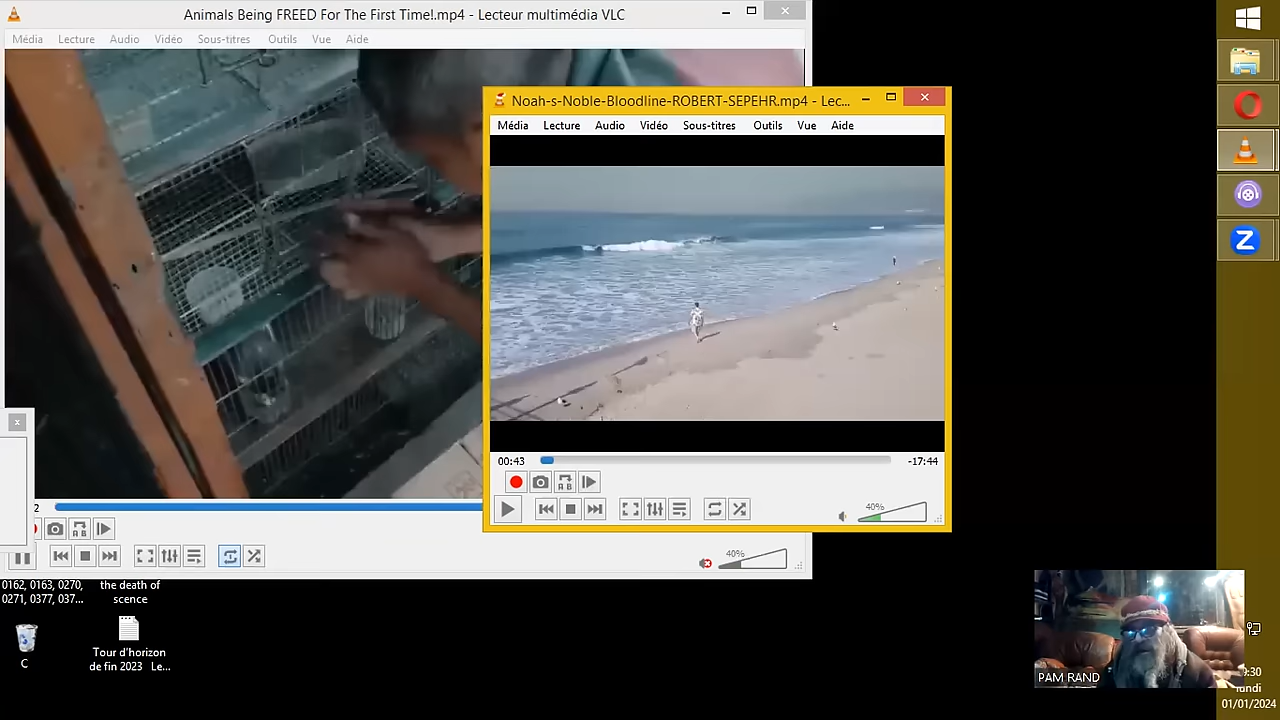 Animals Being FREED For The First Time!.mp4 - Lecteur multimédia VLC
Média Lecture Audio Vidéo Sous-titres Outils Vue Aide
Noah-s-Noble-Bloodline-ROBERT-SEPEHR.mp4 - Lec...
Média Lecture Audio Vidéo Sous-titres Outils Vue Aide
00:43
-17:44
40%
2
40%
0162, 0163, 0270,
0271, 0377, 037...
the death of
scence
C
Tour d'horizon
de fin 2023 Le...
PAM RAND
:30
01/01/2024